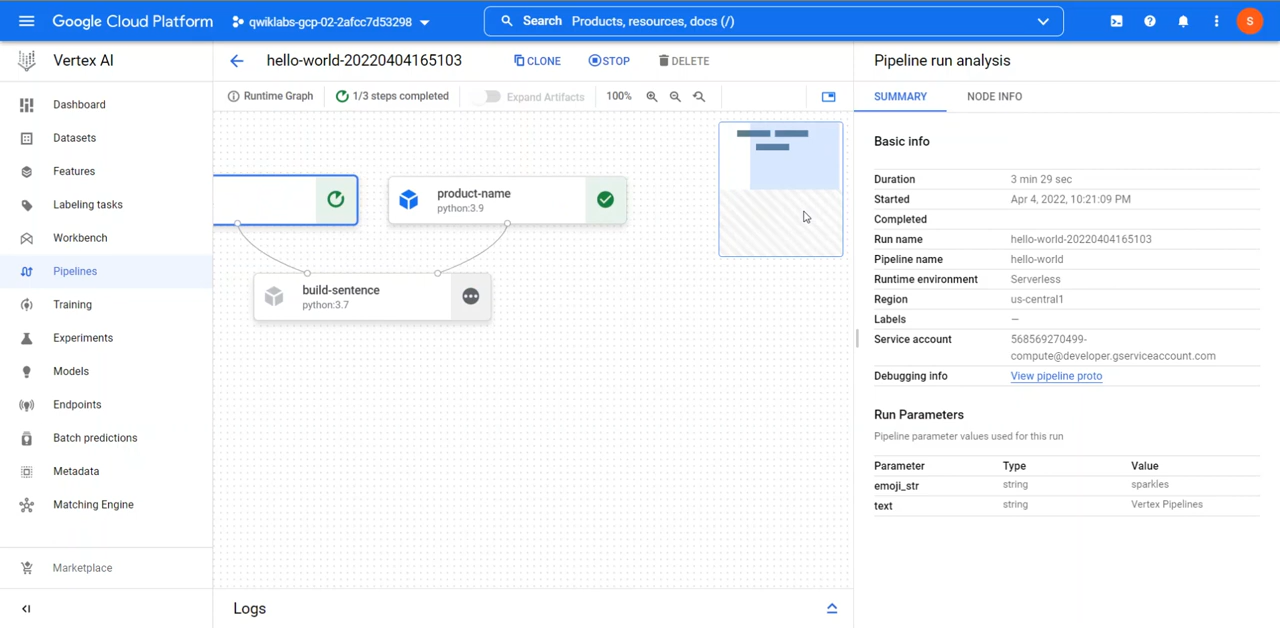 Google Cloud Platform
qwiklabs-gcp-02-2afcc7d53298
Search Products, resources, docs (/)
S
Vertex AI
hello-world-20220404165103
CLONE
STOP
DELETE
Pipeline run analysis
Runtime Graph
1/3 steps completed
Expand Artifacts
100%
SUMMARY
NODE INFO
Dashboard
Datasets
Features
Labeling tasks
Workbench
Pipelines
Training
Experiments
Models
Endpoints
Batch predictions
Metadata
Matching Engine
Marketplace
product-name
python:3.9
build-sentence
python:3.7
Logs
Basic info
Duration 3 min 29 sec
Started Apr 4, 2022, 10:21:09 PM
Completed
Run name hello-world-20220404165103
Pipeline name hello-world
Runtime environment Serverless
Region us-central1
Labels —
Service account 568569270499-
compute@developer.gserviceaccount.com
Debugging info View pipeline proto
Run Parameters
Pipeline parameter values used for this run
Parameter Type Value
emoji_str string sparkles
text string Vertex Pipelines